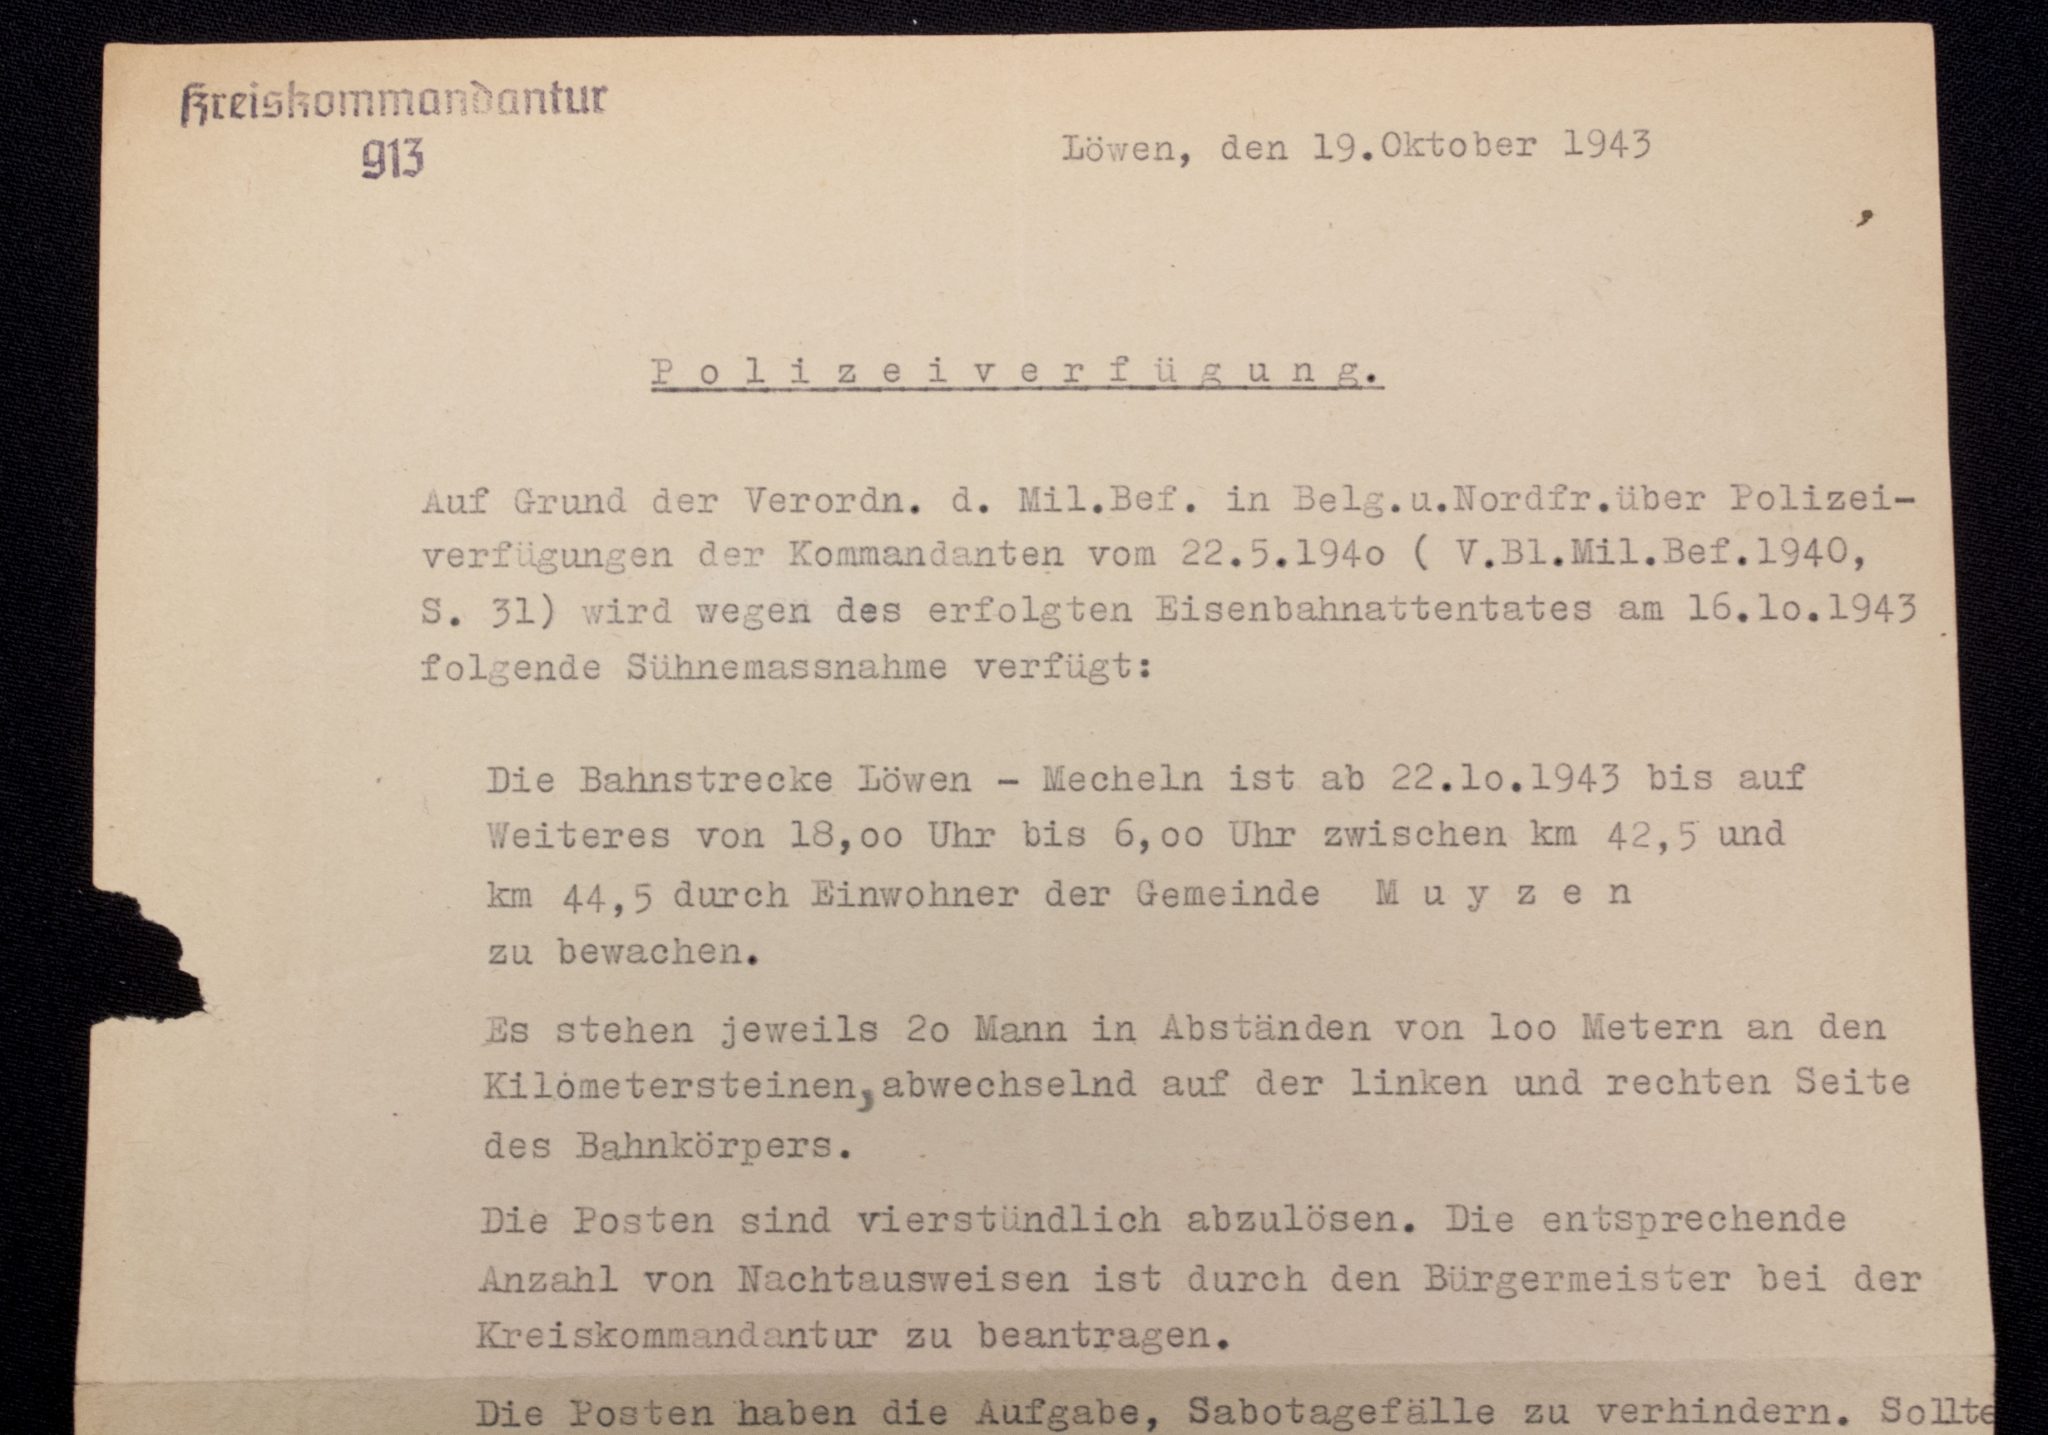 Kreiskommandantur
913
Löwen, den 19.Oktober 1943
P o l i z e i v e r f ü g u n g.
Auf Grund der Verordn. d. Mil.Bef. in Belg.u.Nordfr.über Polizei-
verfügungen der Kommandanten vom 22.5.194o ( V.Bl.Mil.Bef.1940,
S. 31) wird wegen des erfolgten Eisenbahnattentates am 16.1o.1943
folgende Sühnemassnahme verfügt:
Die Bahnstrecke Löwen - Mecheln ist ab 22.1o.1943 bis auf
Weiteres von 18,oo Uhr bis 6,oo Uhr zwischen km 42,5 und
km 44,5 durch Einwohner der Gemeinde M u y z e n
zu bewachen.
Es stehen jeweils 2o Mann in Abständen von 1oo Metern an den
Kilometersteinen,abwechselnd auf der linken und rechten Seite
des Bahnkörpers.
Die Posten sind vierstündlich abzulösen. Die entsprechende
Anzahl von Nachtausweisen ist durch den Bürgermeister bei der
Kreiskommandantur zu beantragen.
Die Posten haben die Aufgabe, Sabotagefälle zu verhindern. Sollte